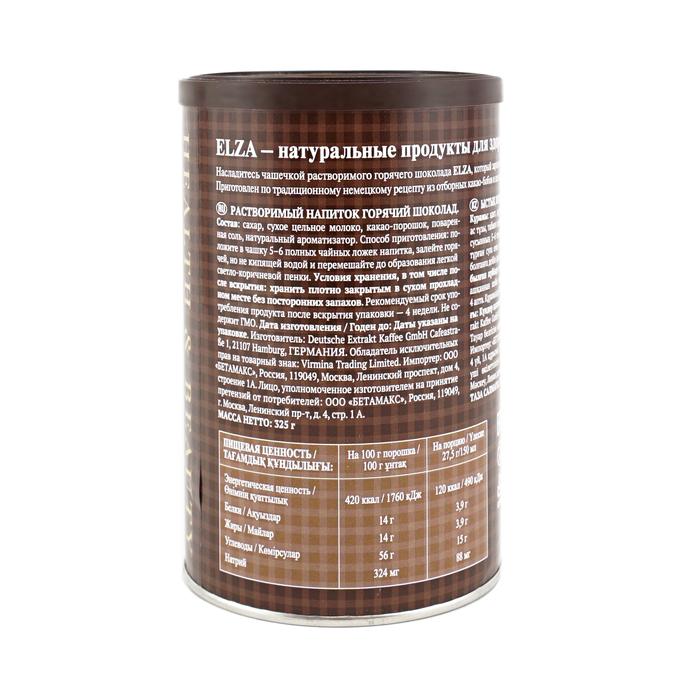 HEALTH & BEAUTY
ELZA – натуральные продукты для
Насладитесь чашечкой растворимого горячего шоколада ELZA, который
Приготовлен по традиционному немецкому рецепту из отборных какао-бобов и
RU РАСТВОРИМЫЙ НАПИТОК ГОРЯЧИЙ ШОКОЛАД.
Состав: сахар, сухое цельное молоко, какао-порошок, поварен-
ная соль, натуральный ароматизатор. Способ приготовления: по-
ложите в чашку 5–6 полных чайных ложек напитка, залейте горя-
чей, но не кипящей водой и перемешайте до образования легкой
светло-коричневой пенки. Условия хранения, в том числе по-
сле вскрытия: хранить плотно закрытым в сухом прохлад-
ном месте без посторонних запахов. Рекомендуемый срок упо-
требления продукта после вскрытия упаковки — 4 недели. Не со-
держит ГМО. Дата изготовления / Годен до: Даты указаны на
упаковке. Изготовитель: Deutsche Extrakt Kaffee GmbH Cafeastra-
ße 1, 21107 Hamburg, ГЕРМАНИЯ. Обладатель исключительных
прав на товарный знак: Virmina Trading Limited. Импортер: ООО
«БЕТАМАКС», Россия, 119049, Москва, Ленинский проспект, дом 4,
строение 1А. Лицо, уполномоченное изготовителем на принятие
претензий от потребителей: ООО «БЕТАМАКС», Россия, 119049,
г. Москва, Ленинский пр-т, д. 4, стр. 1 А.
МАССА НЕТТО: 325 г
KZ ЫСТЫҚ
Құрамы:
ПИЩЕВАЯ ЦЕННОСТЬ / На 100 г порошка / На порцию / Үлесне
ТАҒАМДЫҚ ҚҰНДЫЛЫҒЫ: 100 г ұнтақ 27,5 г/150 мл
Энергетическая ценность /
Өнімнің қуаттылық 420 ккал / 1760 кДж 120 ккал / 490 кДж
Белки / Ақуыздар 14 г 3,9 г
Жиры / Майлар 14 г 3,9 г
Углеводы / Көмірсулар 56 г 15 г
Натрий 324 мг 88 мг